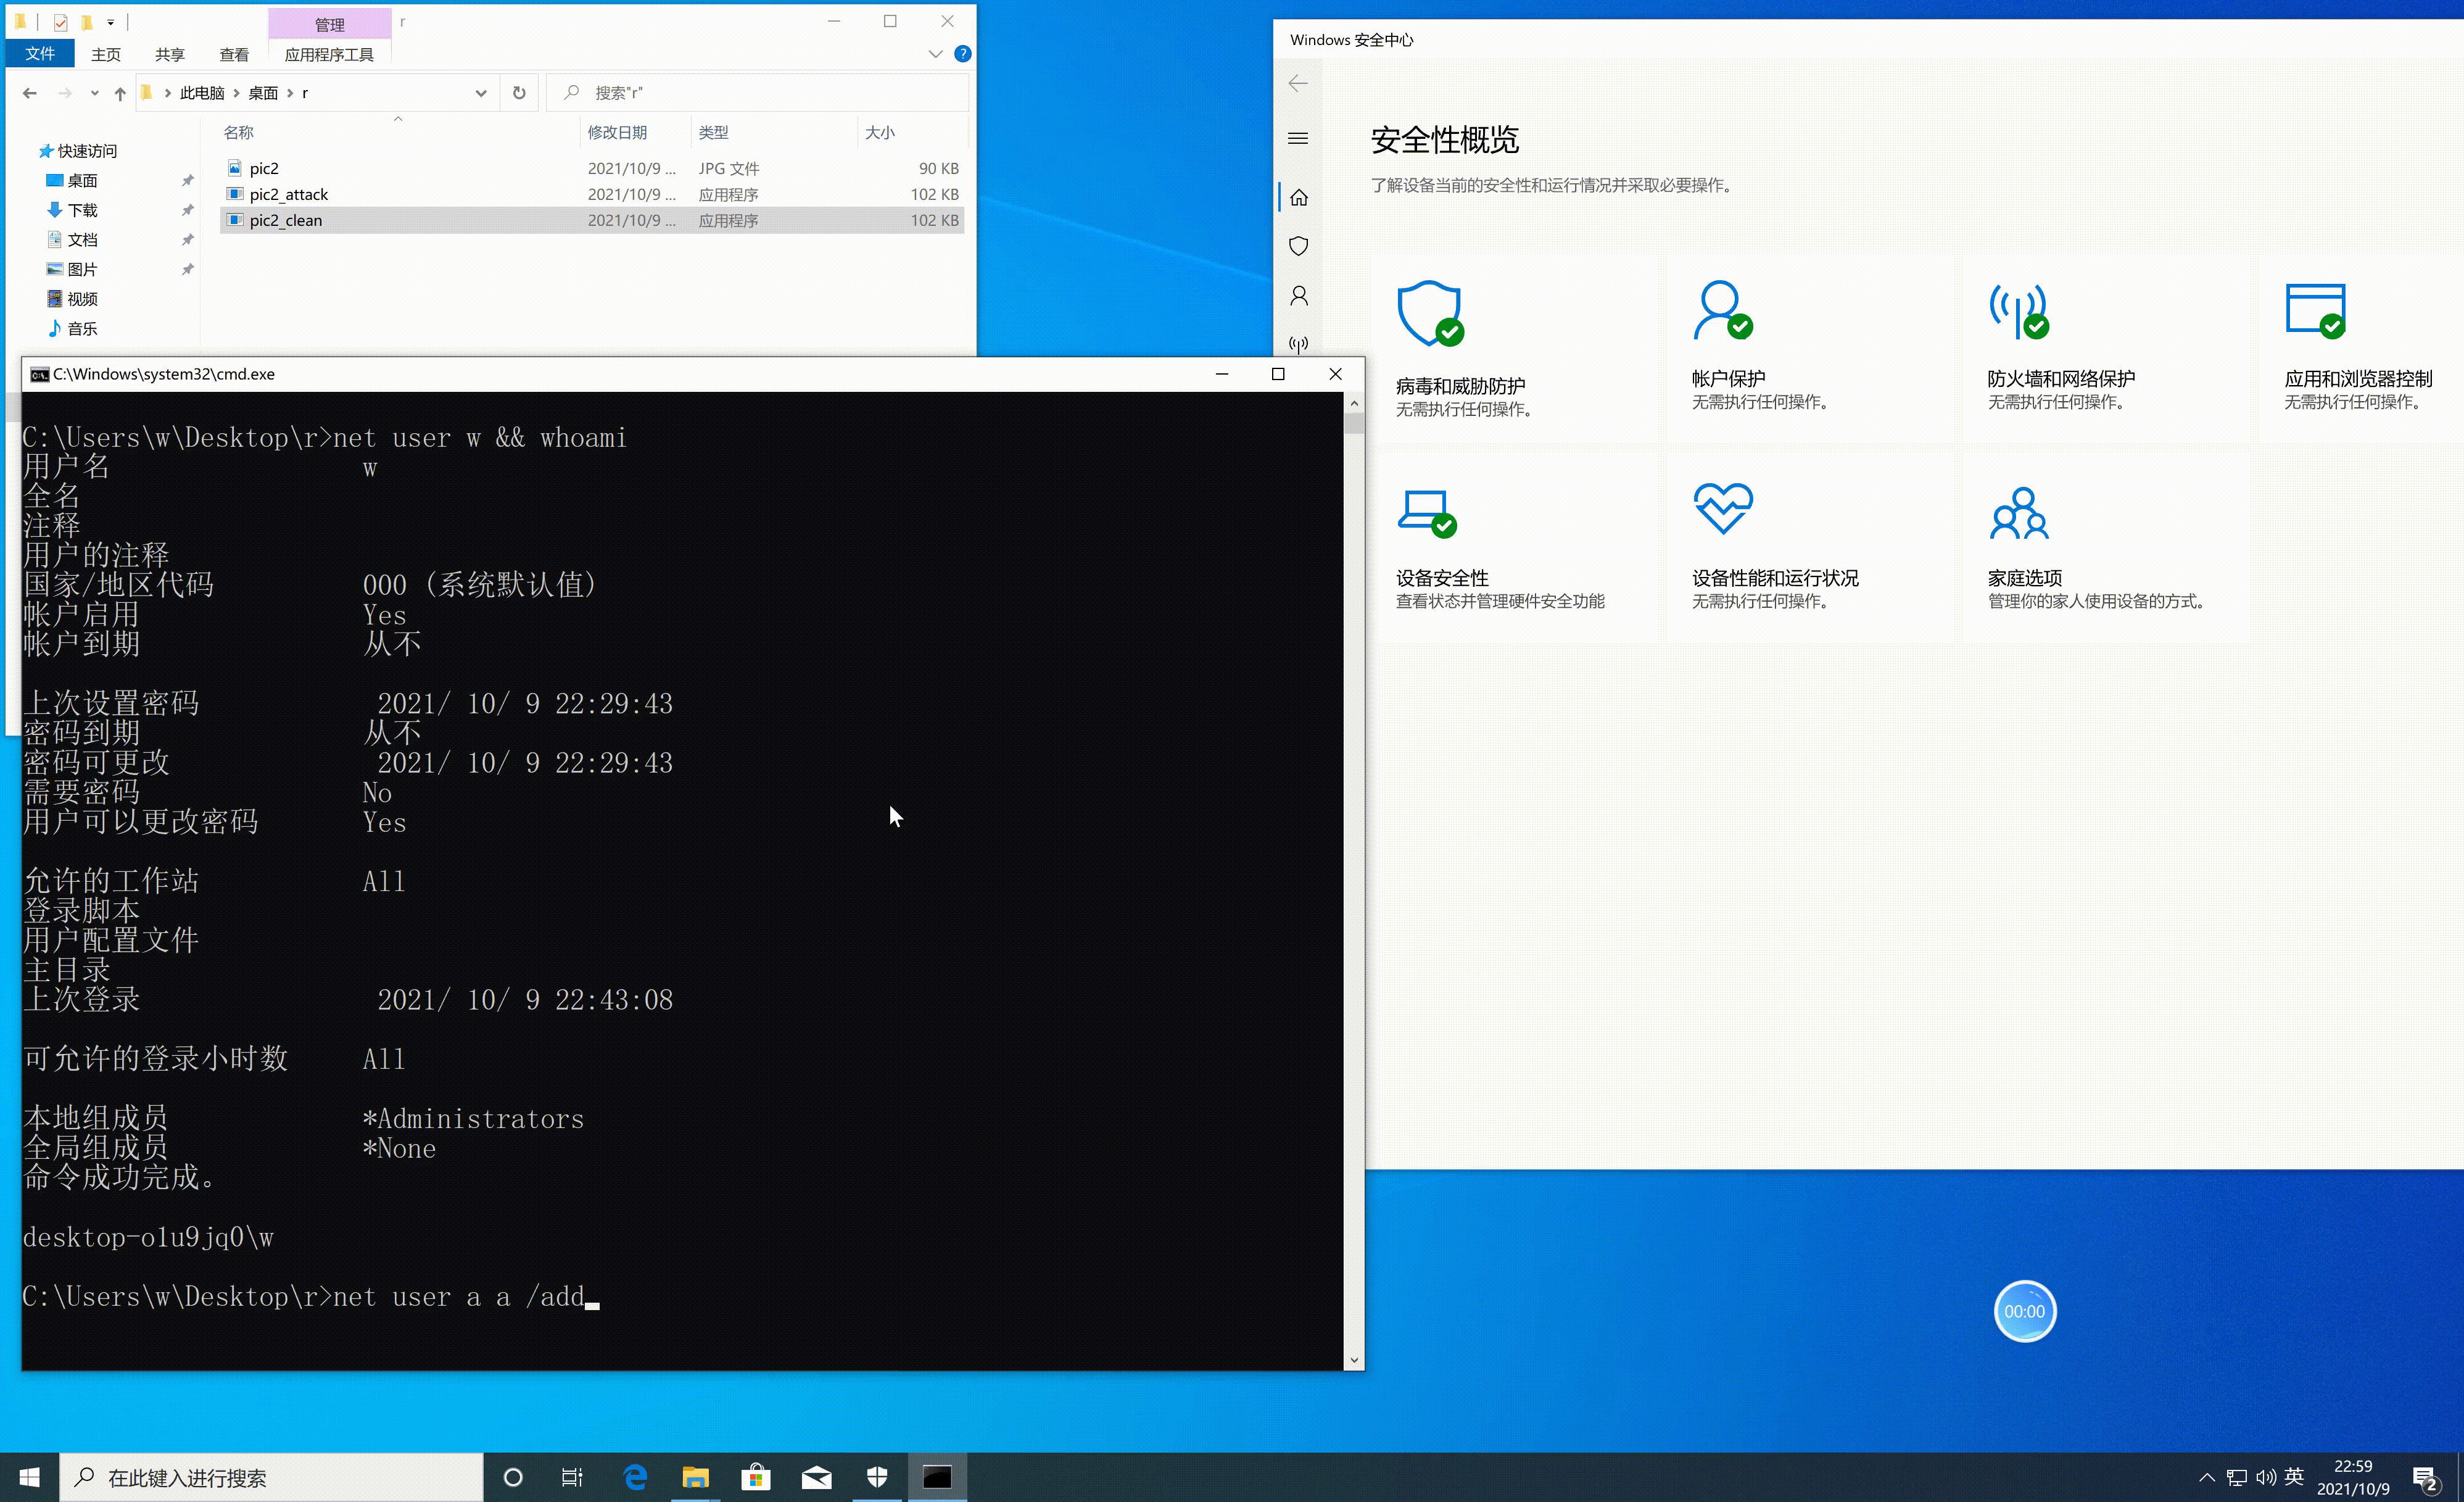 管理
r
文件 主页 共享 查看 应用程序工具
此电脑 桌面 r
搜索"r"
名称 修改日期 类型 大小
快速访问
桌面
下载
文档
图片
视频
音乐
pic2 2021/10/9 ... JPG 文件 90 KB
pic2_attack 2021/10/9 ... 应用程序 102 KB
pic2_clean 2021/10/9 ... 应用程序 102 KB
C:\Windows\system32\cmd.exe
C:\Users\w\Desktop\r>net user w && whoami
用户名 w
全名
注释
用户的注释
国家/地区代码 000 (系统默认值)
帐户启用 Yes
帐户到期 从不
上次设置密码 2021/ 10/ 9 22:29:43
密码到期 从不
密码可更改 2021/ 10/ 9 22:29:43
需要密码 No
用户可以更改密码 Yes
允许的工作站 All
登录脚本
用户配置文件
主目录
上次登录 2021/ 10/ 9 22:43:08
可允许的登录小时数 All
本地组成员 *Administrators
全局组成员 *None
命令成功完成。
desktop-o1u9jq0\w
C:\Users\w\Desktop\r>net user a a /add
Windows 安全中心
安全性概览
了解设备当前的安全性和运行情况并采取必要操作。
病毒和威胁防护
无需执行任何操作。
帐户保护
无需执行任何操作。
防火墙和网络保护
无需执行任何操作。
应用和浏览器控制
无需执行任何操作。
设备安全性
查看状态并管理硬件安全功能
设备性能和运行状况
无需执行任何操作。
家庭选项
管理你的家人使用设备的方式。
00:00
在此键入进行搜索
英
22:59
2021/10/9
2